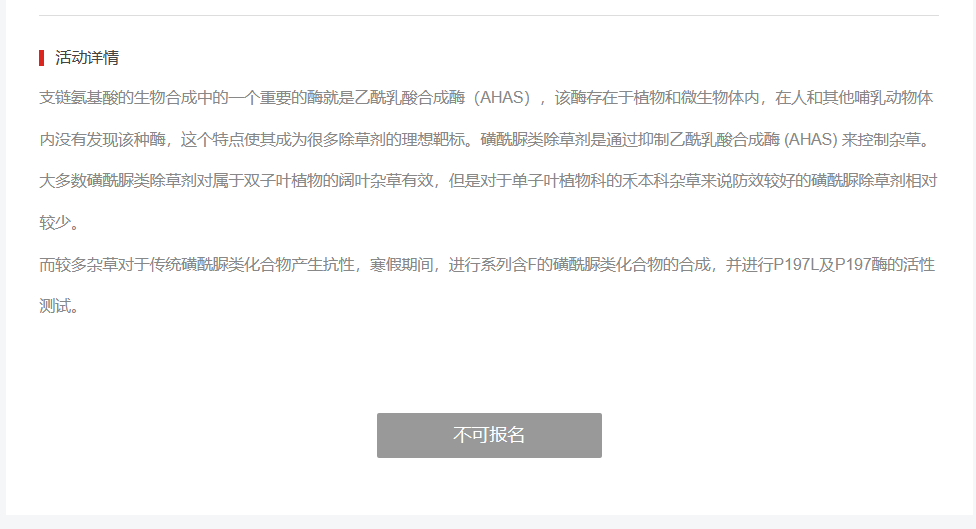 活动详情
支链氨基酸的生物合成中的一个重要的酶就是乙酰乳酸合成酶（AHAS），该酶存在于植物和微生物体内，在人和其他哺乳动物体
内没有发现该种酶，这个特点使其成为很多除草剂的理想靶标。磺酰脲类除草剂是通过抑制乙酰乳酸合成酶 (AHAS) 来控制杂草。
大多数磺酰脲类除草剂对属于双子叶植物的阔叶杂草有效，但是对于单子叶植物科的禾本科杂草来说防效较好的磺酰脲除草剂相对
较少。
而较多杂草对于传统磺酰脲类化合物产生抗性，寒假期间，进行系列含F的磺酰脲类化合物的合成，并进行P197L及P197酶的活性
测试。
不可报名